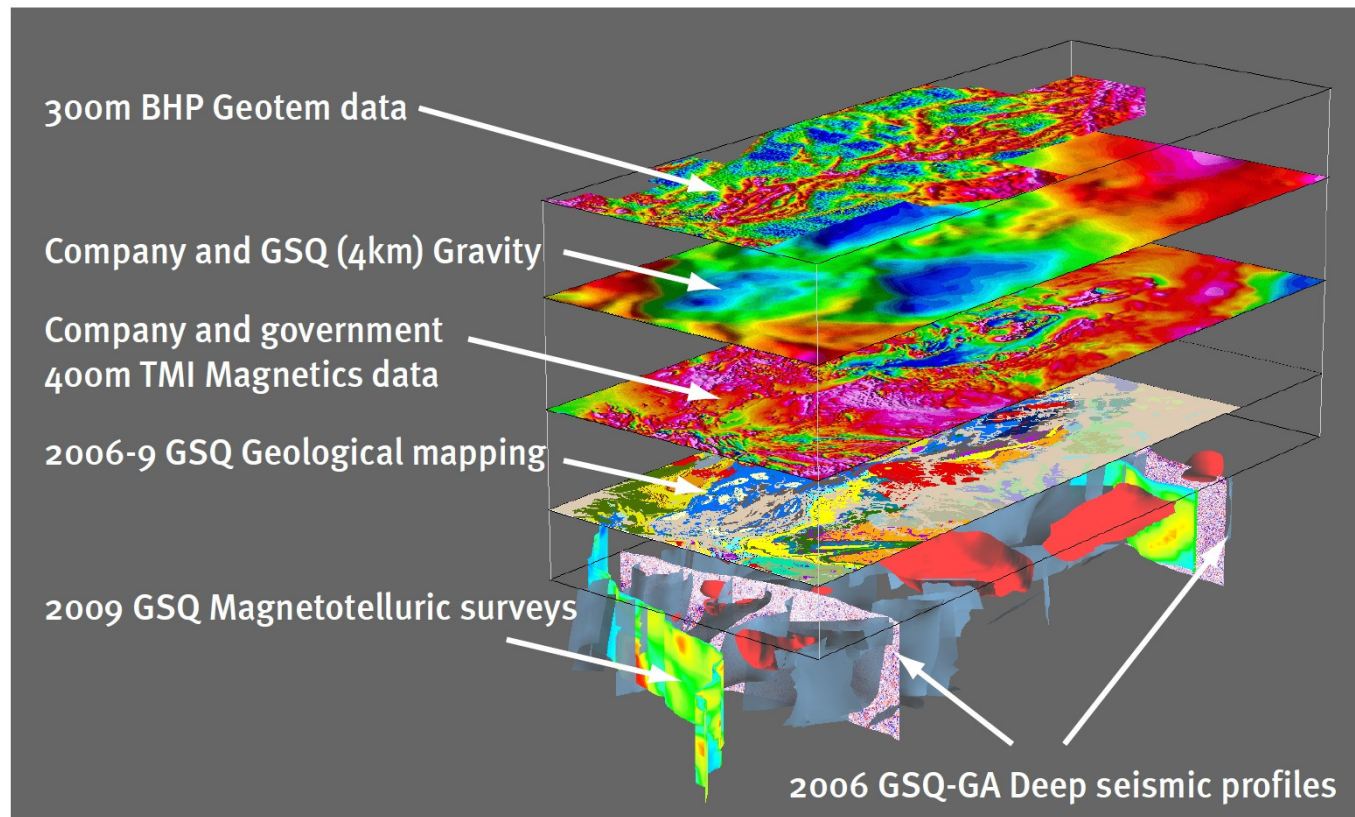 300m BHP Geotem data
Company and GSQ (4km) Gravity
Company and government
400m TMI Magnetics data
2006-9 GSQ Geological mapping
2009 GSQ Magnetotelluric surveys
2006 GSQ-GA Deep seismic profiles